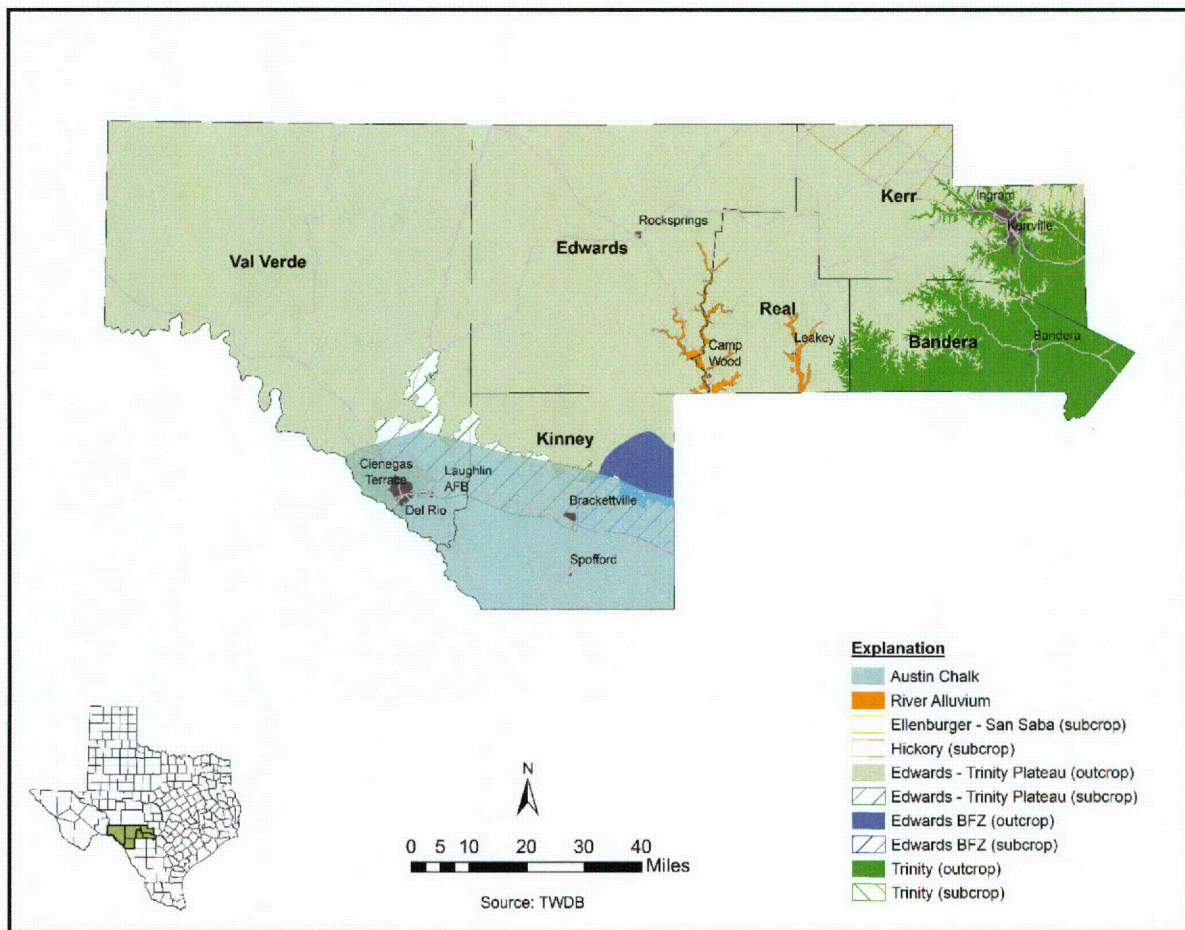 Kerr
Ingram
Kerrville
Rocksprings
Val Verde
Edwards
Real
Camp
Wood
Leakey
Bandera
Bandera
Kinney
Cienegas
Terrace
Laughlin
AFB
Del Rio
Brackettville
Spofford
Explanation
Austin Chalk
River Alluvium
Ellenburger - San Saba (subcrop)
Hickory (subcrop)
Edwards - Trinity Plateau (outcrop)
Edwards - Trinity Plateau (subcrop)
Edwards BFZ (outcrop)
Edwards BFZ (subcrop)
Trinity (outcrop)
Trinity (subcrop)
N
0 5 10 20 30 40
Miles
Source: TWDB